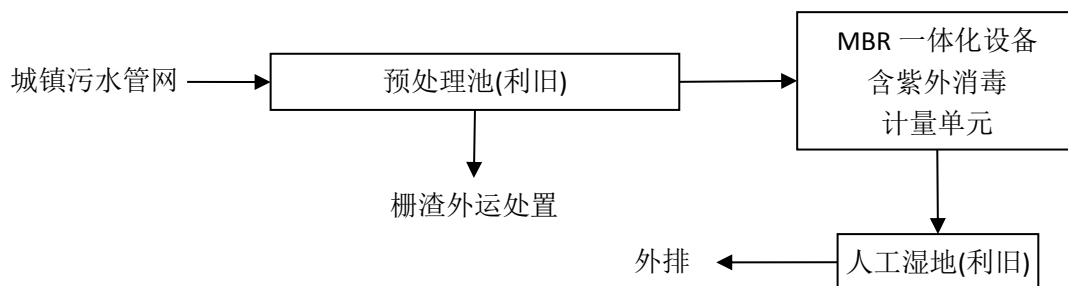 城镇污水管网
预处理池(利旧)
MBR 一体化设备
含紫外消毒
计量单元
栅渣外运处置
人工湿地(利旧)
外排